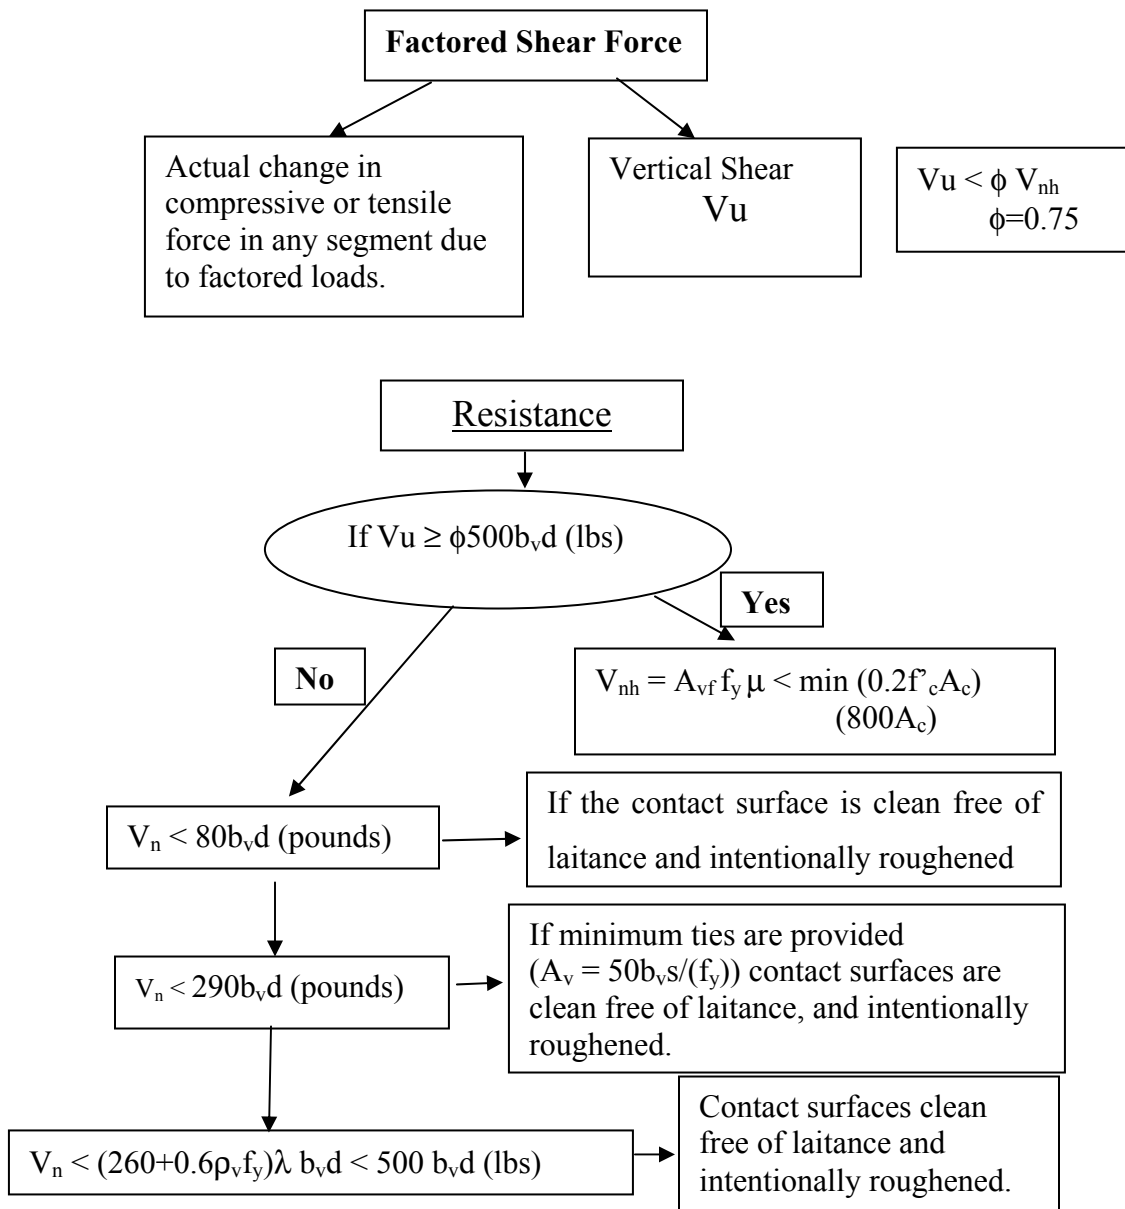 Factored Shear Force
Actual change in
compressive or tensile
force in any segment due
to factored loads.
Vertical Shear
Vu
Vu < ϕ Vnh
ϕ=0.75
Resistance
If Vu ≥ ϕ500bvd (lbs)
Yes
No
Vnh = Avf fy μ < min (0.2f’cAc)
(800Ac)
Vn < 80bvd (pounds)
If the contact surface is clean free of
laitance and intentionally roughened
Vn < 290bvd (pounds)
If minimum ties are provided
(Av = 50bvs/(fy)) contact surfaces are
clean free of laitance, and intentionally
roughened.
Vn < (260+0.6ρvfy)λ bvd < 500 bvd (lbs)
Contact surfaces clean
free of laitance and
intentionally roughened.